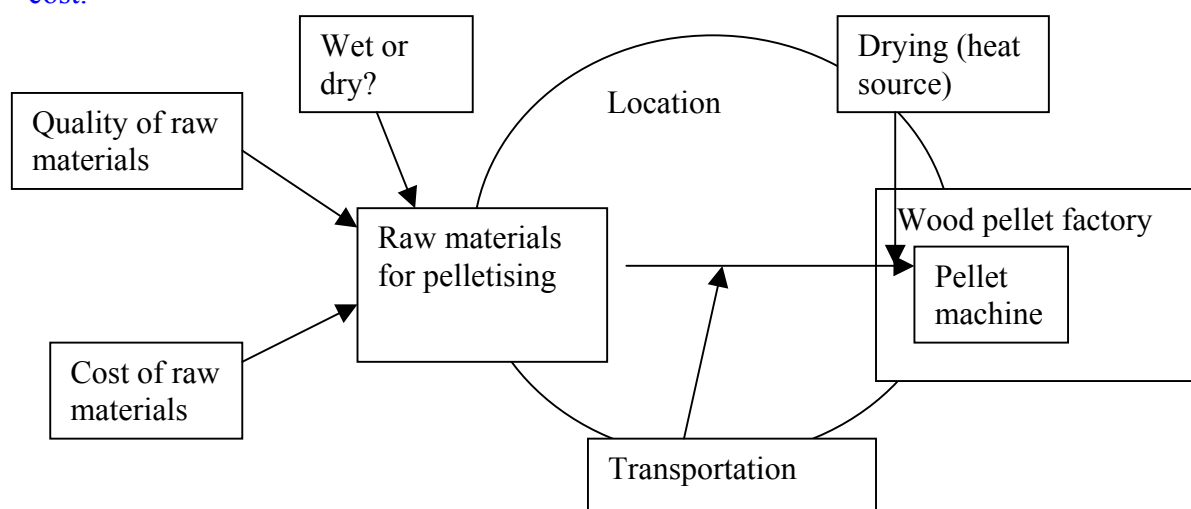 cost.
Wet or
dry?
Drying (heat
source)
Location
Quality of raw
materials
Raw materials
for pelletising
Wood pellet factory
Pellet
machine
Cost of raw
materials
Transportation